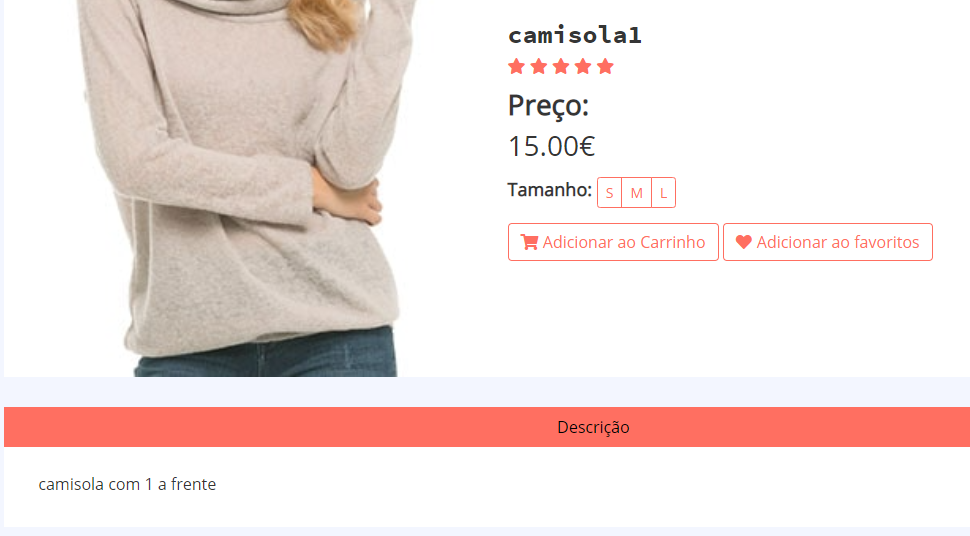 camisola1
Preço:
15.00€
Tamanho: S M L
Adicionar ao Carrinho Adicionar ao favoritos
Descrição
camisola com 1 a frente